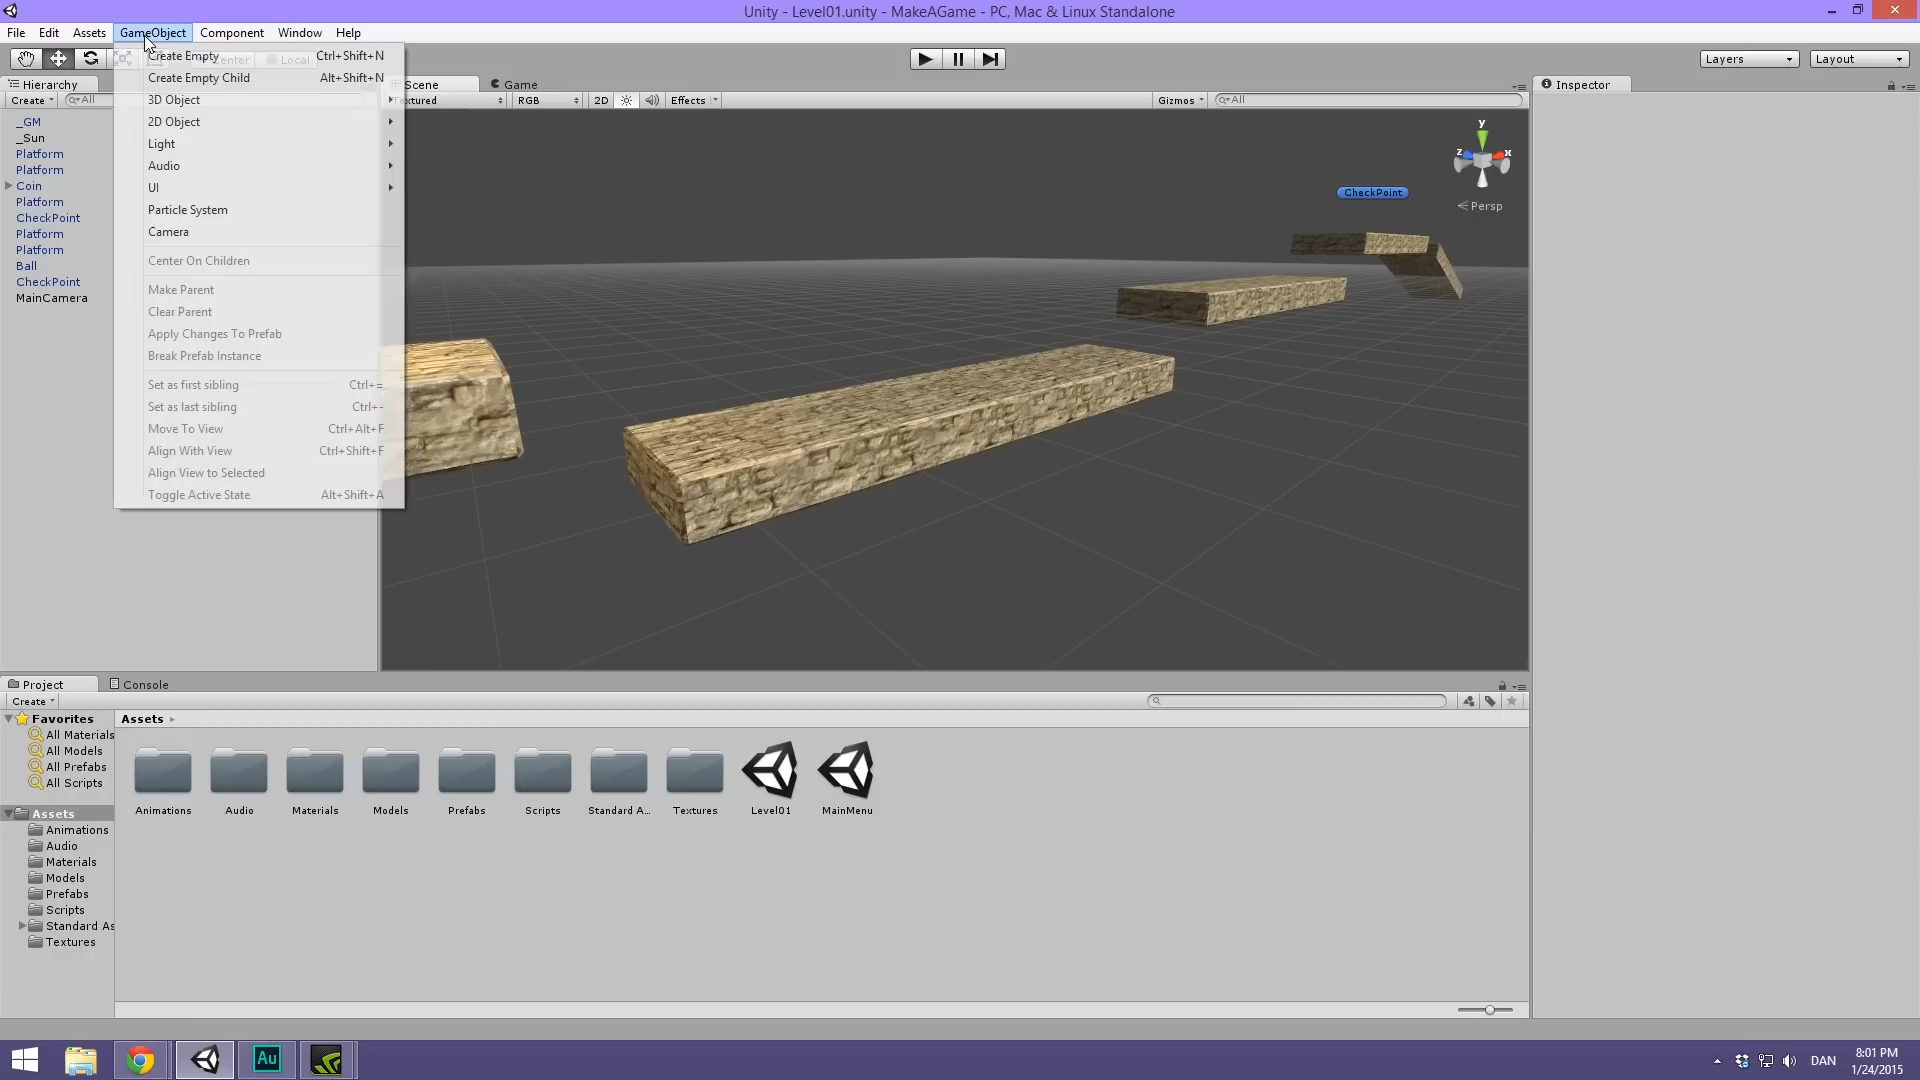 Unity - Level01.unity - MakeAGame - PC, Mac & Linux Standalone
File Edit Assets GameObject Component Window Help
Center Local
Layers Layout
Create Empty Ctrl+Shift+N
Create Empty Child Alt+Shift+N
3D Object
2D Object
Light
Audio
UI
Particle System
Camera
Center On Children
Make Parent
Clear Parent
Apply Changes To Prefab
Break Prefab Instance
Set as first sibling Ctrl+=
Set as last sibling Ctrl+-
Move To View Ctrl+Alt+F
Align With View Ctrl+Shift+F
Align View to Selected
Toggle Active State Alt+Shift+A
Hierarchy
Create All
_GM
_Sun
Platform
Platform
Coin
Platform
CheckPoint
Platform
Platform
Ball
CheckPoint
MainCamera
Scene Game
Textured RGB 2D Effects Gizmos All
y
z x
Persp
CheckPoint
Inspector
Project Console
Create
Favorites
All Materials
All Models
All Prefabs
All Scripts
Assets
Animations
Audio
Materials
Models
Prefabs
Scripts
Standard As
Textures
Assets
Animations Audio Materials Models Prefabs Scripts Standard A... Textures Level01 MainMenu
Au
DAN
8:01 PM
1/24/2015